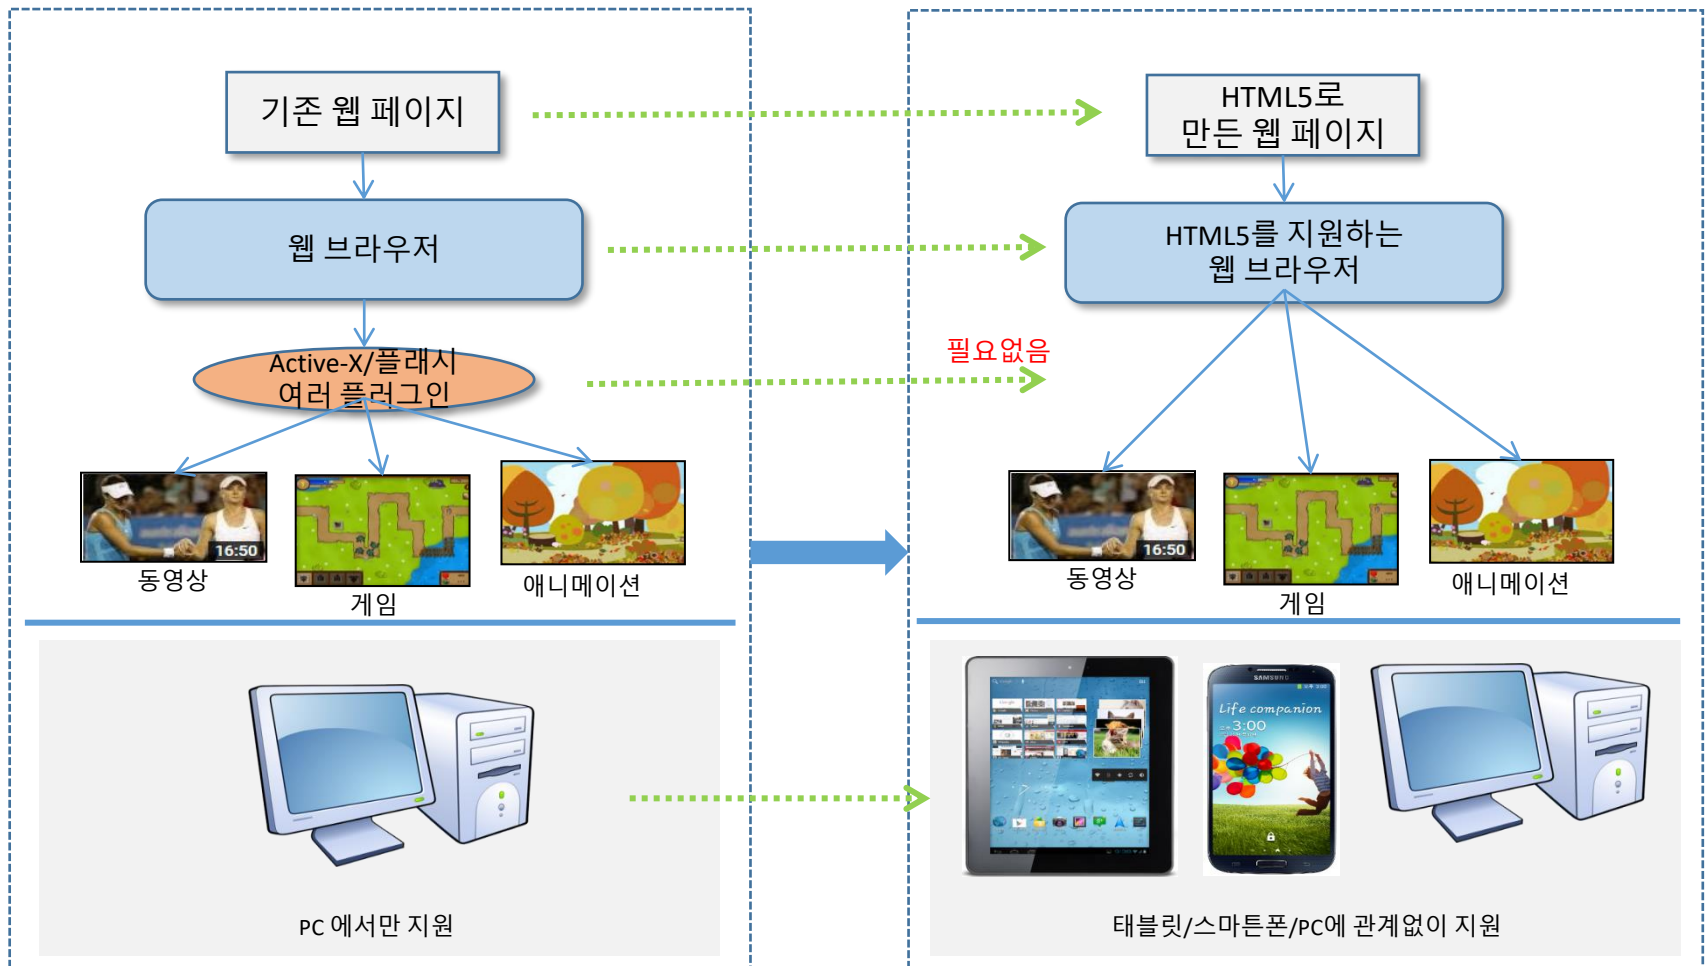 기존 웹 페이지
HTML5로
만든 웹 페이지
웹 브라우저
HTML5를 지원하는
웹 브라우저
Active-X/플래시
여러 플러그인
필요없음
16:50
동영상
게임
애니메이션
16:50
동영상
게임
애니메이션
SAMSUNG
Life companion
3:00
PC 에서만 지원
태블릿/스마튼폰/PC에 관계없이 지원